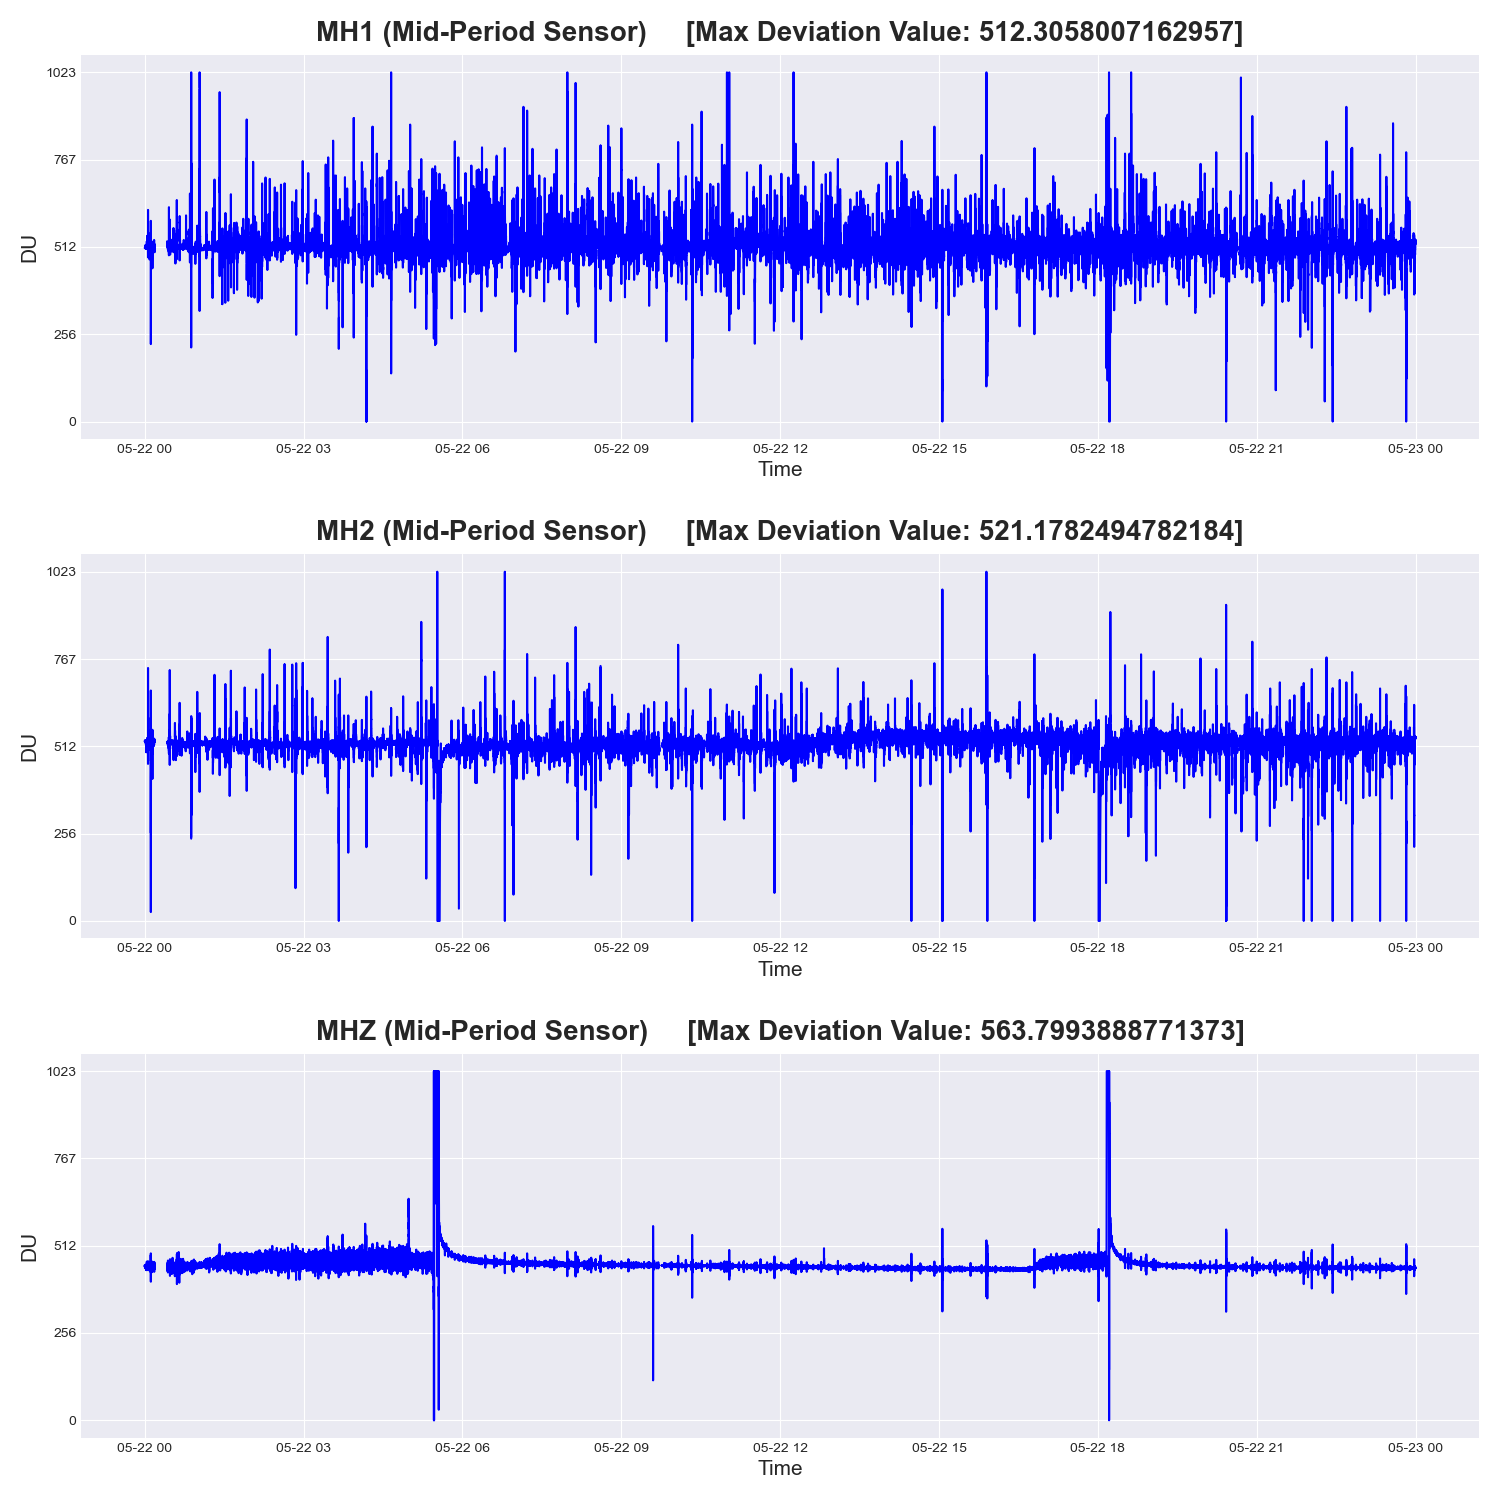 MH1 (Mid-Period Sensor) [Max Deviation Value: 512.3058007162957]
1023
767
512
256
0
DU
05-22 00 05-22 03 05-22 06 05-22 09 05-22 12 05-22 15 05-22 18 05-22 21 05-23 00
Time
MH2 (Mid-Period Sensor) [Max Deviation Value: 521.1782494782184]
1023
767
512
256
0
DU
05-22 00 05-22 03 05-22 06 05-22 09 05-22 12 05-22 15 05-22 18 05-22 21 05-23 00
Time
MHZ (Mid-Period Sensor) [Max Deviation Value: 563.7993888771373]
1023
767
512
256
0
DU
05-22 00 05-22 03 05-22 06 05-22 09 05-22 12 05-22 15 05-22 18 05-22 21 05-23 00
Time